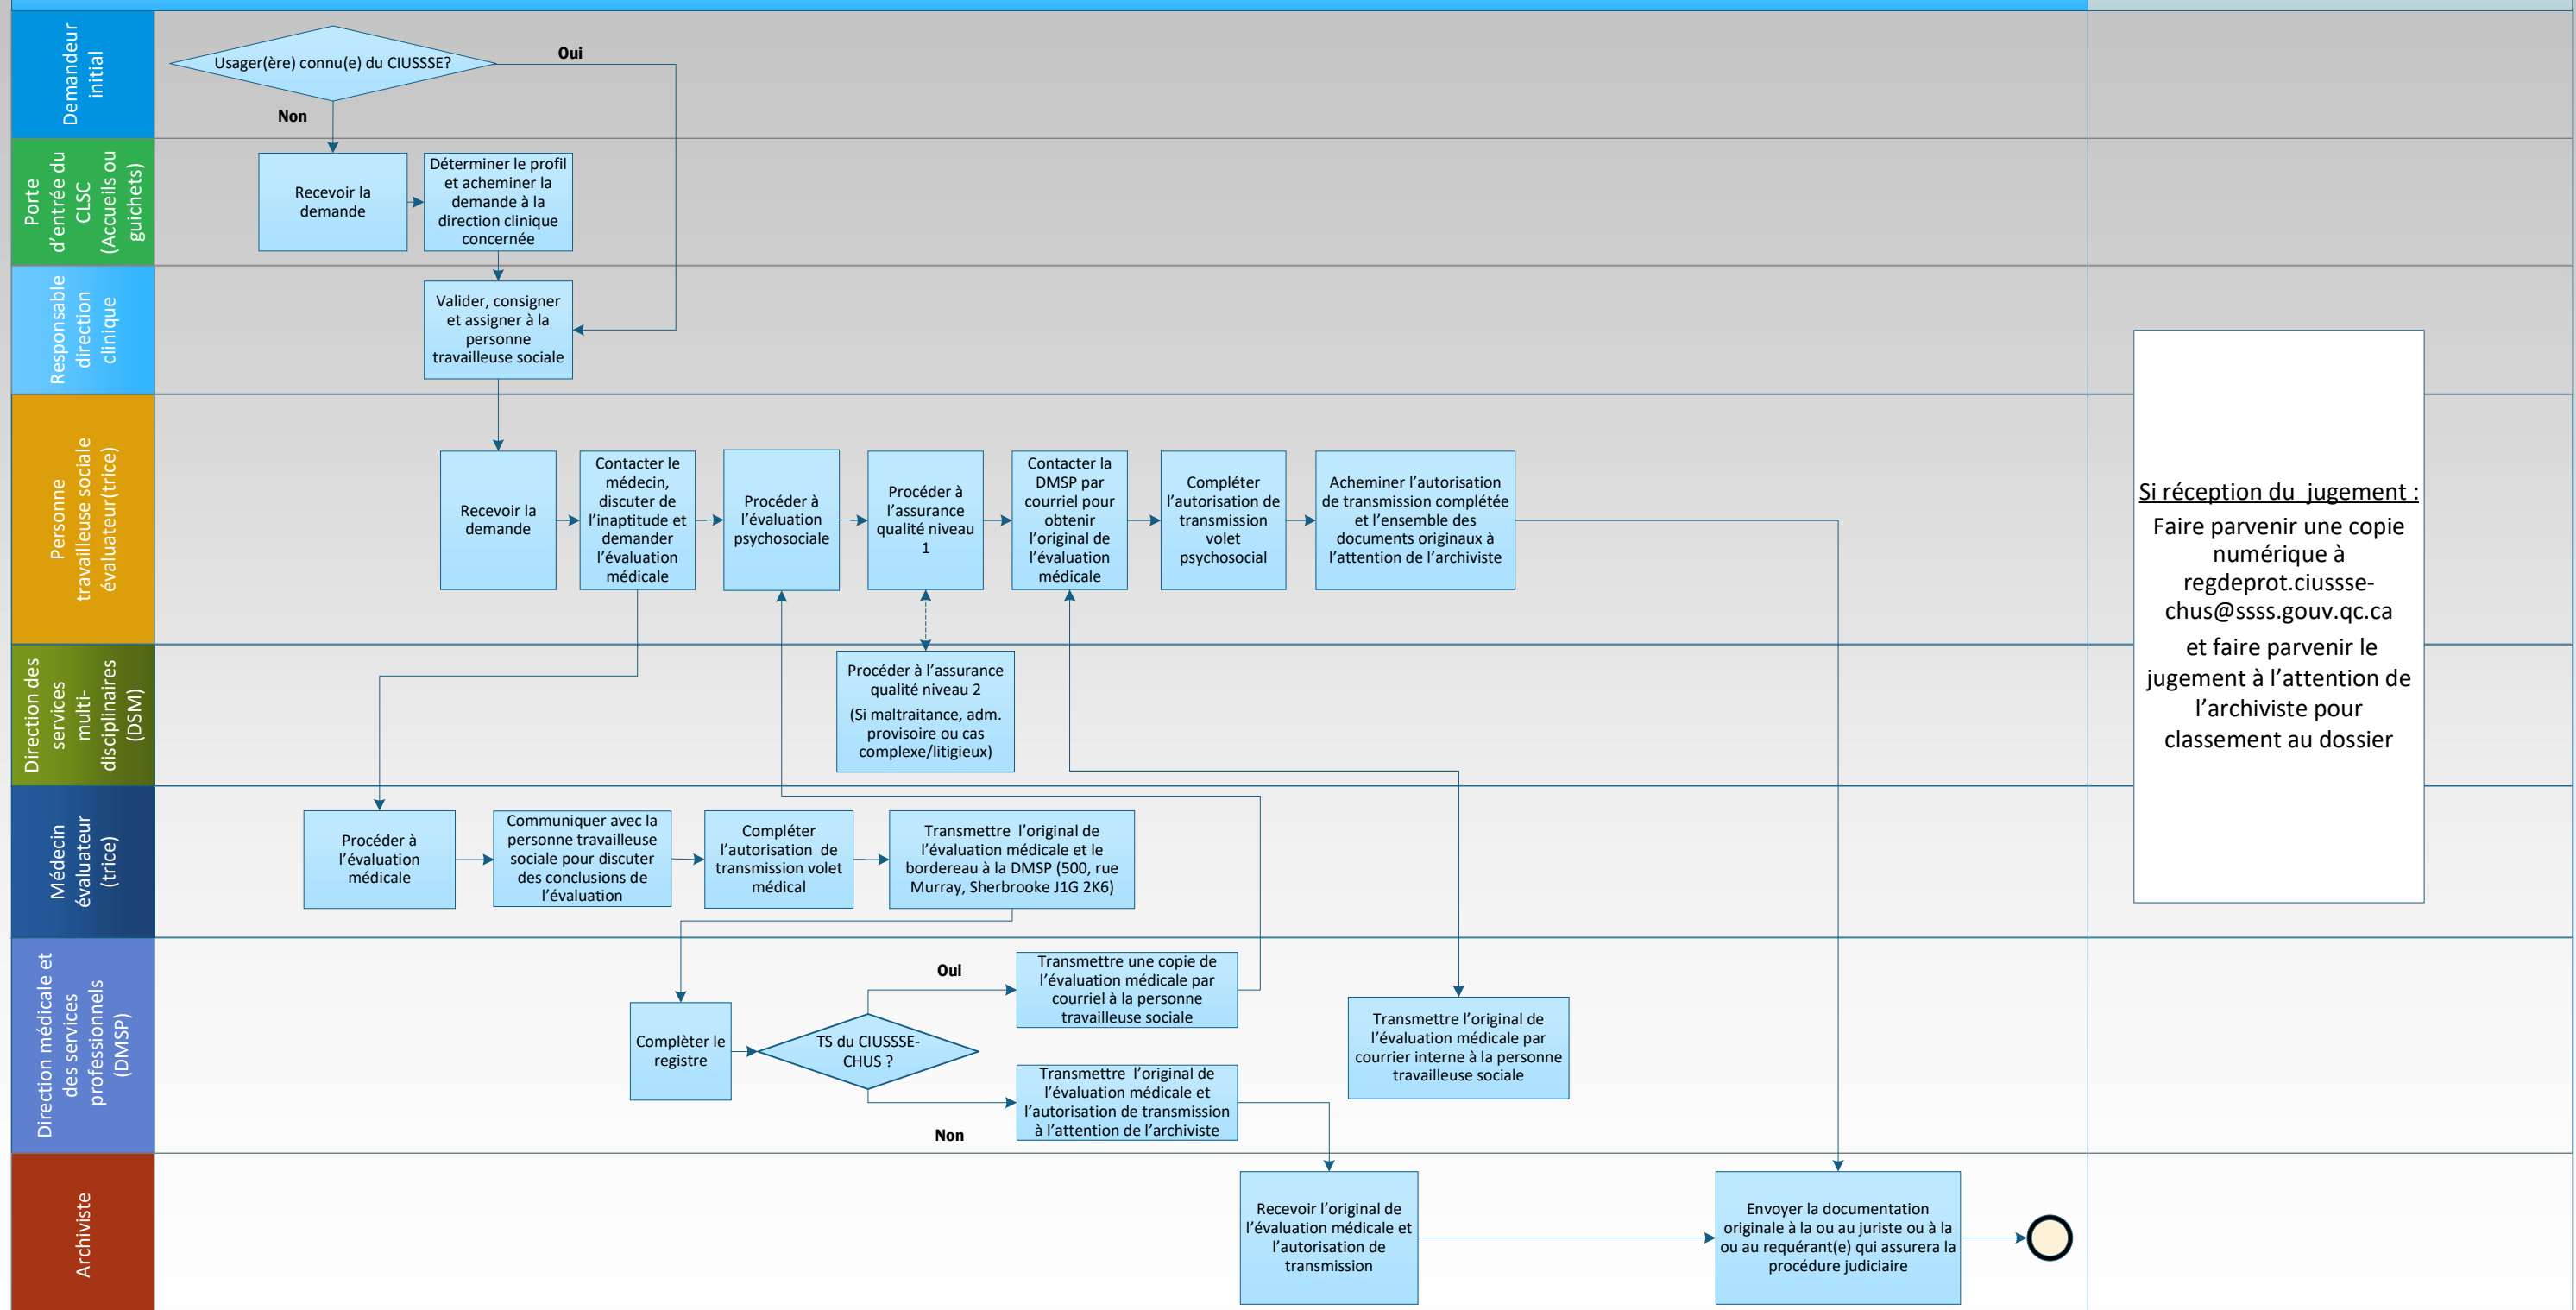 Demandeur
initial
Usager(ère) connu(e) du CIUSSSE?
Oui
Non
Porte
d’entrée du
CLSC
(Accueils ou
guichets)
Recevoir la
demande
Déterminer le profil
et acheminer la
demande à la
direction clinique
concernée
Responsable
direction
clinique
Valider, consigner
et assigner à la
personne
travailleuse sociale
Personne
travailleuse sociale
évaluateur(trice)
Recevoir la
demande
Contacter le
médecin,
discuter de
l’inaptitude et
demander
l’évaluation
médicale
Procéder à
l’évaluation
psychosociale
Procéder à
l’assurance
qualité niveau
1
Contacter la
DMSP par
courriel pour
obtenir
l’original de
l’évaluation
médicale
Compléter
l’autorisation de
transmission
volet
psychosocial
Acheminer l’autorisation
de transmission complétée
et l’ensemble des
documents originaux à
l’attention de l’archiviste
Direction des
services
multi-
disciplinaires
(DSM)
Procéder à l’assurance
qualité niveau 2
(Si maltraitance, adm.
provisoire ou cas
complexe/litigieux)
Médecin
évaluateur
(trice)
Procéder à
l’évaluation
médicale
Communiquer avec la
personne travailleuse
sociale pour discuter
des conclusions de
l’évaluation
Compléter
l’autorisation de
transmission volet
médical
Transmettre l’original de
l’évaluation médicale et le
bordereau à la DMSP (500, rue
Murray, Sherbrooke J1G 2K6)
Direction médicale et
des services
professionnels
(DMSP)
Complèter le
registre
TS du CIUSSSE-
CHUS ?
Oui
Transmettre une copie de
l’évaluation médicale par
courriel à la personne
travailleuse sociale
Non
Transmettre l’original de
l’évaluation médicale et
l’autorisation de transmission
à l’attention de l’archiviste
Transmettre l’original de
l’évaluation médicale par
courrier interne à la personne
travailleuse sociale
Archiviste
Recevoir l’original de
l’évaluation médicale et
l’autorisation de
transmission
Envoyer la documentation
originale à la ou au juriste ou à la
ou au requérant(e) qui assurera la
procédure judiciaire
Si réception du jugement :
Faire parvenir une copie
numérique à
regdeprot.ciussse-
chus@ssss.gouv.qc.ca
et faire parvenir le
jugement à l’attention de
l’archiviste pour
classement au dossier